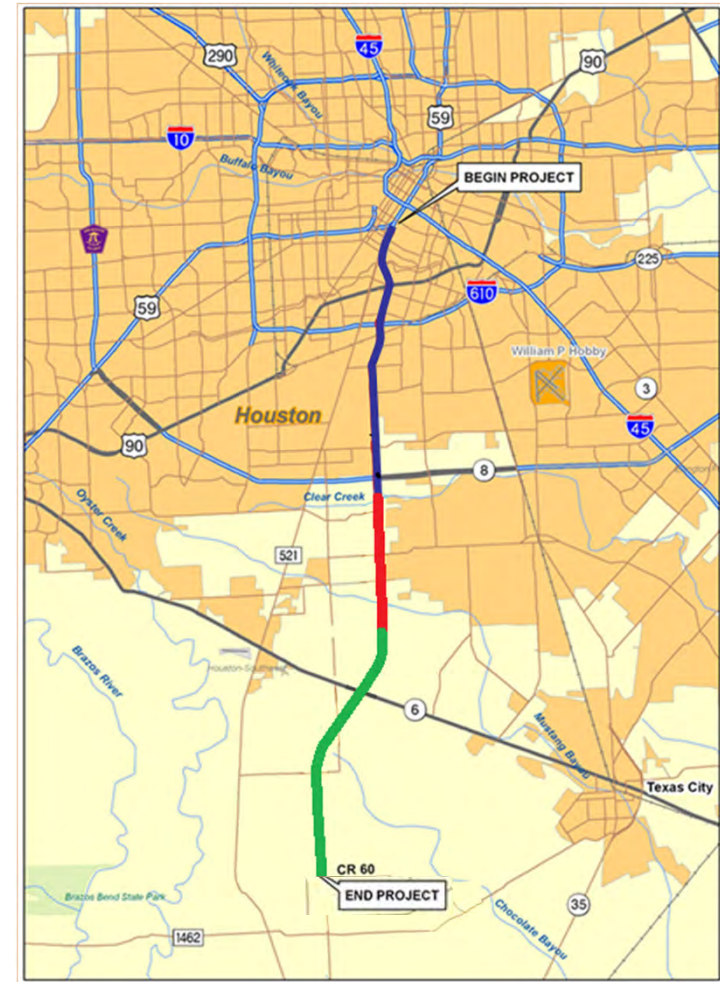 290
45
90
Whiteoak Bayou
59
10
Buffalo Bayou
BEGIN PROJECT
225
610
59
William P Hobby
3
Houston
45
90
8
Clear Creek
Oyster Creek
521
Brazos River
6
Mustang Bayou
Texas City
CR 60
END PROJECT
Brazos Bend State Park
35
Chocolate Bayou
1462